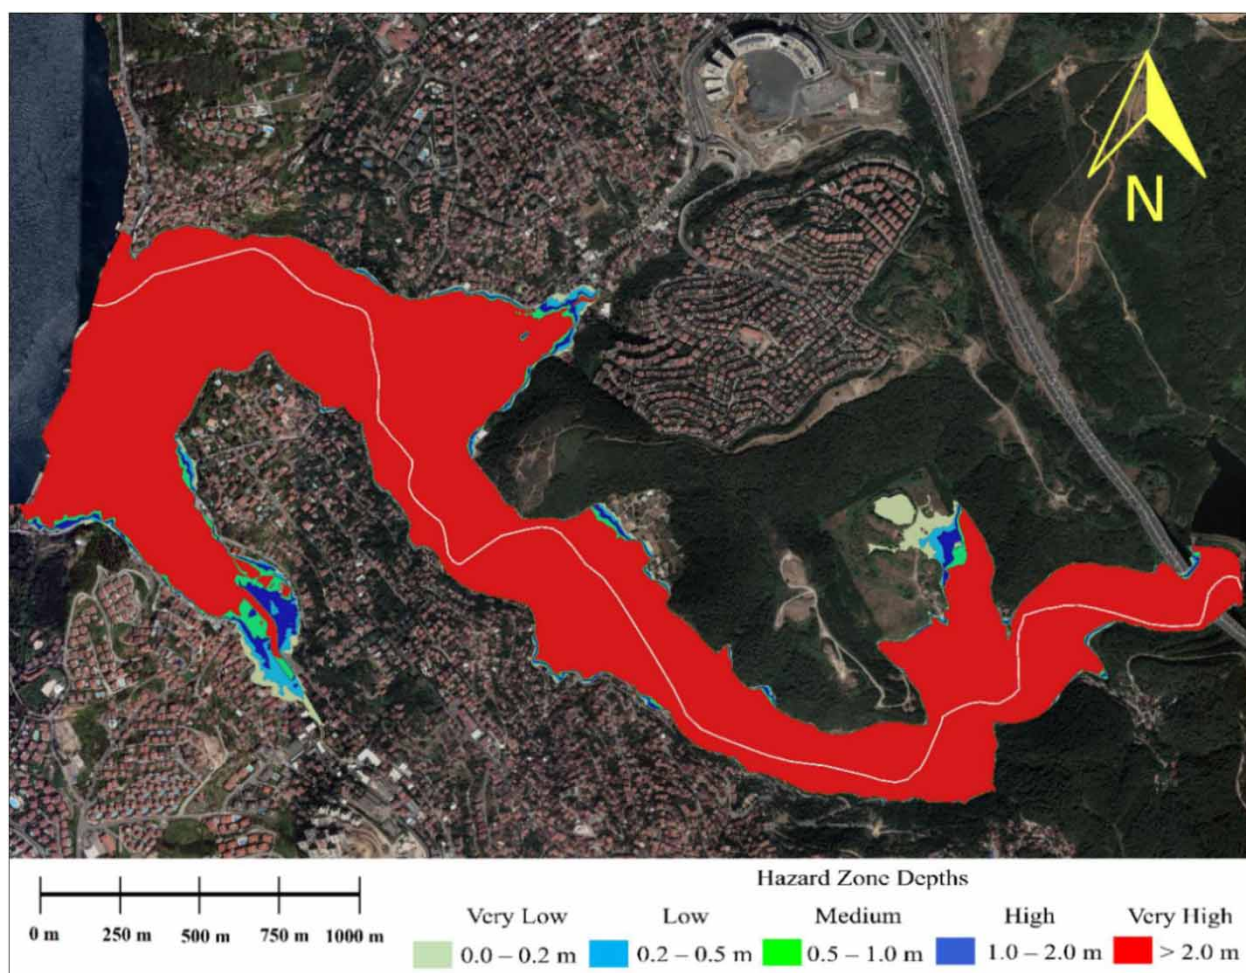 N
Hazard Zone Depths
Very Low Low Medium High Very High
0.0 – 0.2 m 0.2 – 0.5 m 0.5 – 1.0 m 1.0 – 2.0 m > 2.0 m
0 m 250 m 500 m 750 m 1000 m